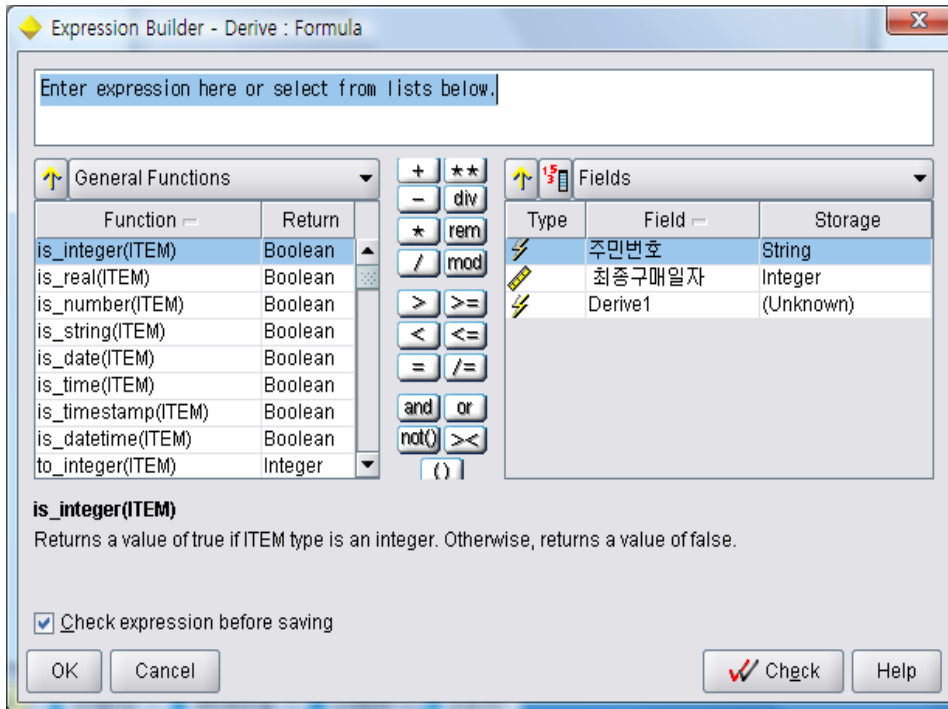 Expression Builder - Derive : Formula
Enter expression here or select from lists below.
General Functions
Function Return
is_integer(ITEM) Boolean
is_real(ITEM) Boolean
is_number(ITEM) Boolean
is_string(ITEM) Boolean
is_date(ITEM) Boolean
is_time(ITEM) Boolean
is_timestamp(ITEM) Boolean
is_datetime(ITEM) Boolean
to_integer(ITEM) Integer
+ **
- div
* rem
/ mod
> >=
< <=
= /=
and or
not() ><
()
Fields
Type Field Storage
주민번호 String
최종구매일자 Integer
Derive1 (Unknown)
is_integer(ITEM)
Returns a value of true if ITEM type is an integer. Otherwise, returns a value of false.
Check expression before saving
OK Cancel Check Help